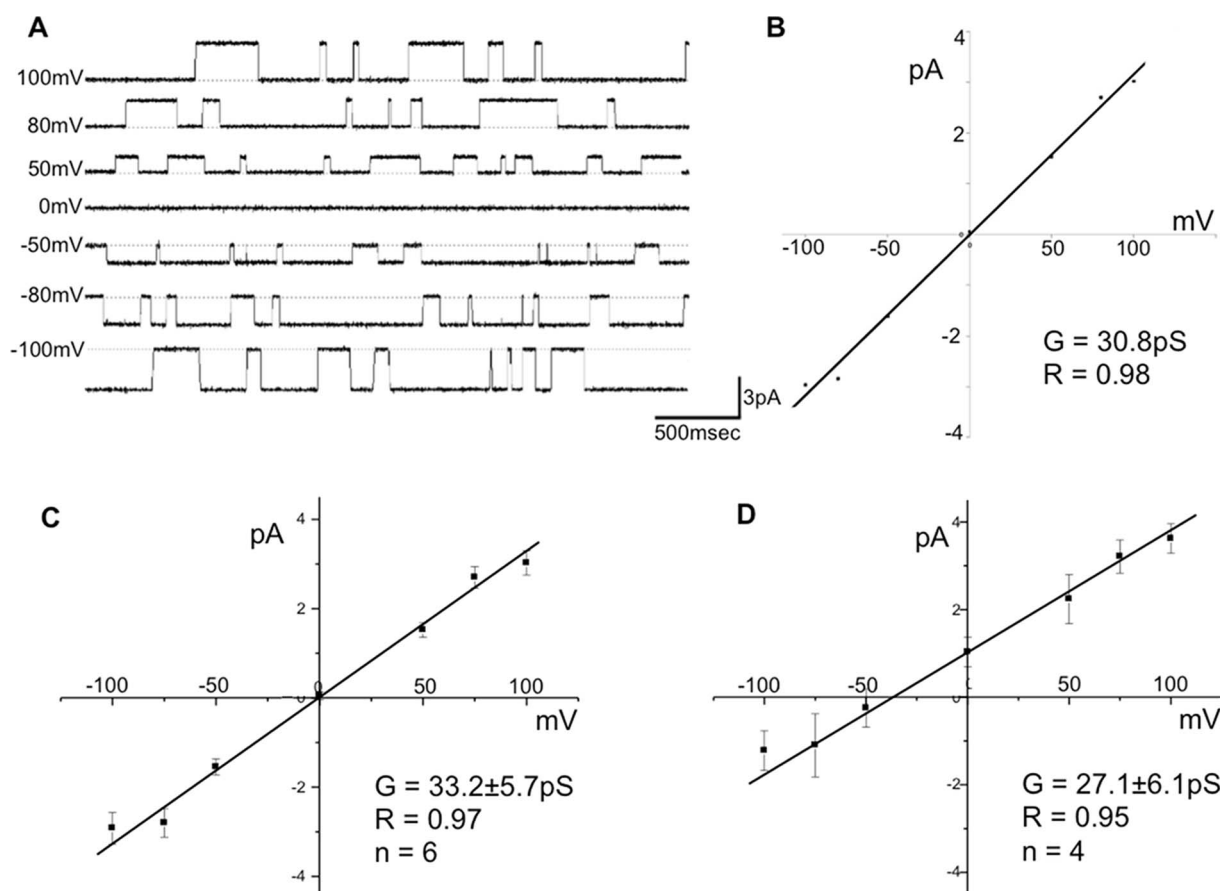 A
100mV
80mV
50mV
0mV
-50mV
-80mV
-100mV
3pA
500msec
B
4
pA
2
mV
-100 -50 0 50 100
-2
-4
G = 30.8pS
R = 0.98
C
pA
4
2
0
-100 -50 0 50 100
mV
-2
-4
G = 33.2±5.7pS
R = 0.97
n = 6
D
pA
4
2
0
-100 -50 50 100
mV
-2
-4
G = 27.1±6.1pS
R = 0.95
n = 4